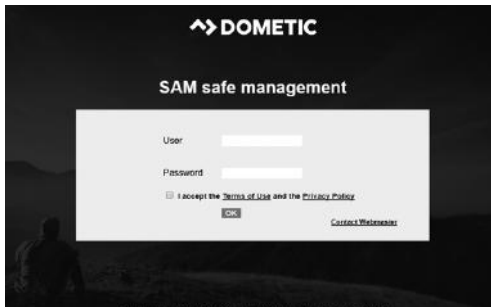 DOMETIC
SAM safe management
User
Password
I accept the Terms of Use and the Privacy Policy
OK
Contact Webmaster